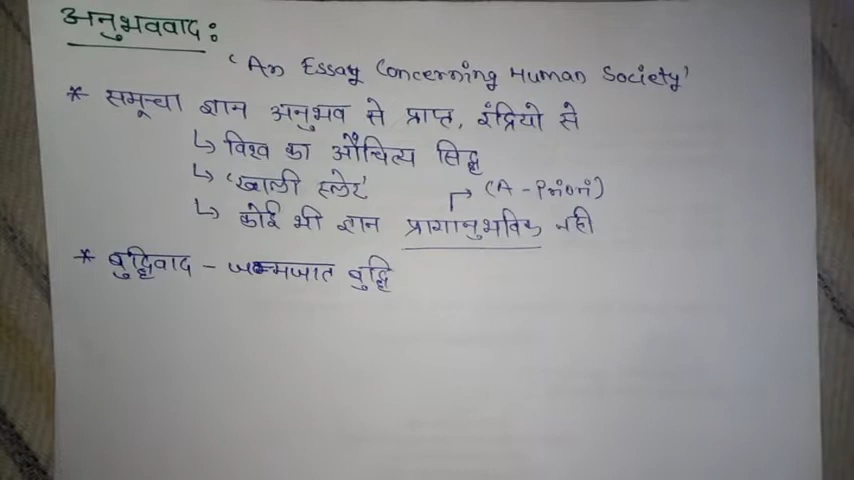 अनुभववाद:
'An Essay Concerning Human Society'
* समूचा ज्ञान अनुभव से प्राप्त, इंद्रियो से
↳ विश्व का औचित्य सिद्ध
↳ 'खाली स्लेट'
(A-Priori)
↳ कोई भी ज्ञान प्रागानुभविक नही
* बुद्धिवाद - जन्मजात बुद्धि